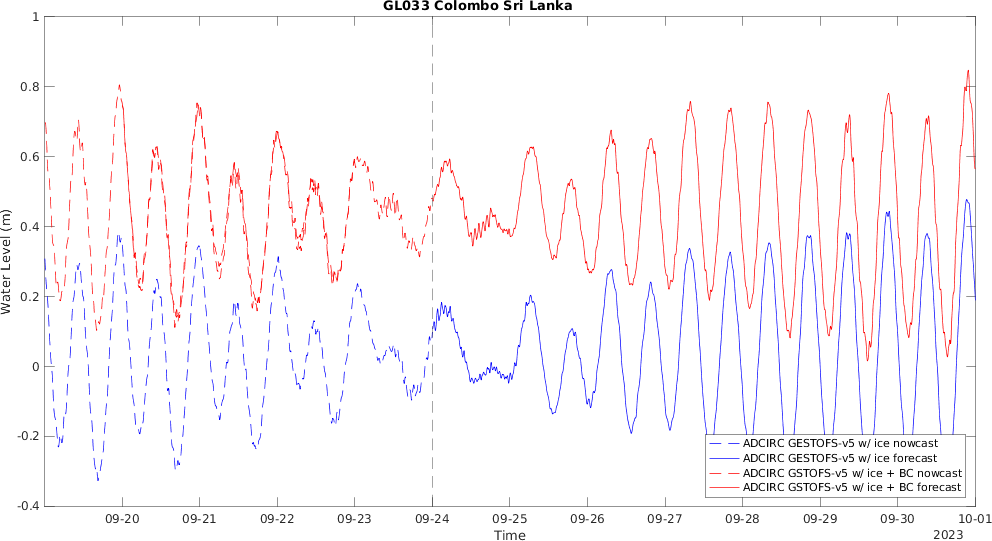 GL033 Colombo Sri Lanka
Water Level (m)
1
0.8
0.6
0.4
0.2
0
-0.2
-0.4
ADCIRC GESTOFS-v5 w/ ice nowcast
ADCIRC GESTOFS-v5 w/ ice forecast
ADCIRC GSTOFS-v5 w/ ice + BC nowcast
ADCIRC GSTOFS-v5 w/ ice + BC forecast
09-20 09-21 09-22 09-23 09-24 09-25 09-26 09-27 09-28 09-29 09-30 10-01
Time
2023